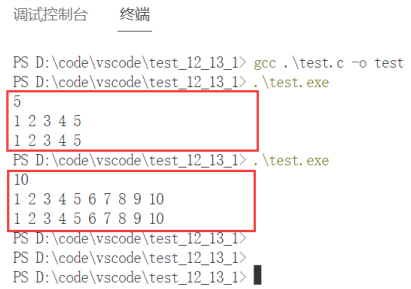 调试控制台 终端
PS D:\code\vscode\test_12_13_1> gcc .\test.c -o test
PS D:\code\vscode\test_12_13_1> .\test.exe
5
1 2 3 4 5
1 2 3 4 5
PS D:\code\vscode\test_12_13_1> .\test.exe
10
1 2 3 4 5 6 7 8 9 10
1 2 3 4 5 6 7 8 9 10
PS D:\code\vscode\test_12_13_1>
PS D:\code\vscode\test_12_13_1>
PS D:\code\vscode\test_12_13_1>